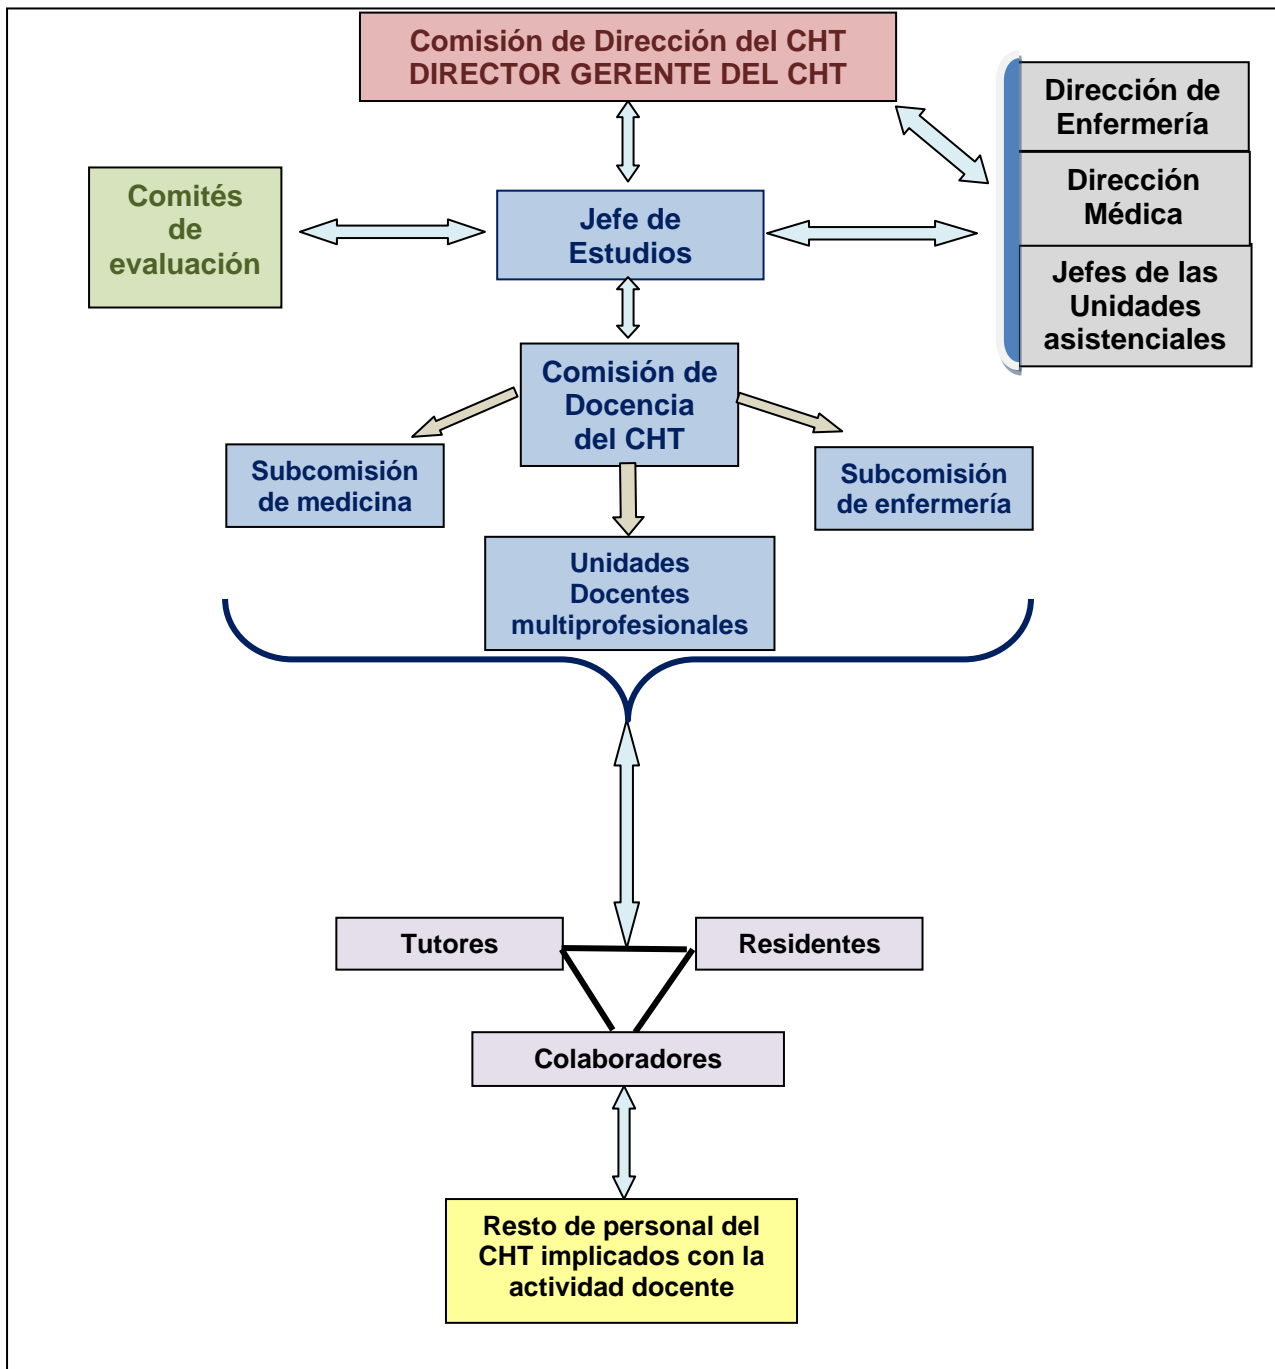 Comisión de Dirección del CHT
DIRECTOR GERENTE DEL CHT
Dirección de
Enfermería
Dirección
Médica
Jefes de las
Unidades
asistenciales
Comités
de
evaluación
Jefe de
Estudios
Comisión de
Docencia
del CHT
Subcomisión
de medicina
Subcomisión
de enfermería
Unidades
Docentes
multiprofesionales
Tutores
Residentes
Colaboradores
Resto de personal del
CHT implicados con la
actividad docente